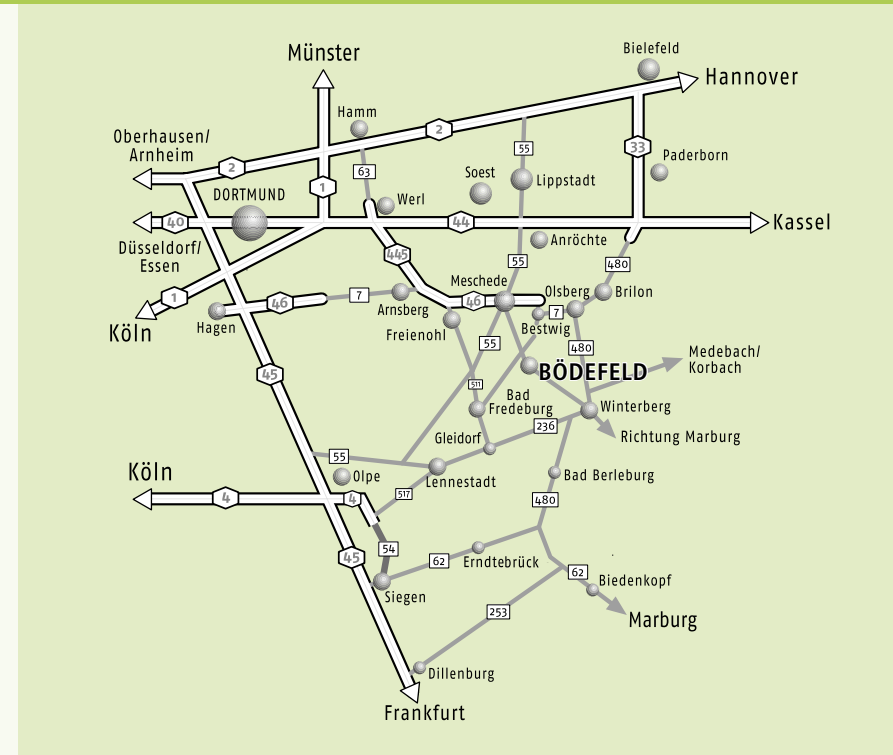 Bielefeld
Münster
Hannover
Hamm
2
Oberhausen/
Arnheim
2
55
33
Paderborn
63
Soest
Lippstadt
DORTMUND
1
Werl
40
44
Kassel
Düsseldorf/
Essen
445
Anröchte
55
480
Meschede
Olsberg
Brilon
1
46
7
Arnsberg
46
7
Köln
Hagen
Freienohl
Bestwig
55
480
Medebach/
Korbach
45
BÖDEFELD
511
Bad
Fredeburg
Winterberg
236
Gleidorf
Richtung Marburg
55
Köln
Olpe
Lennestadt
Bad Berleburg
4
4
517
480
54
45
62
Erndtebrück
62
Biedenkopf
Siegen
253
Marburg
Dillenburg
Frankfurt